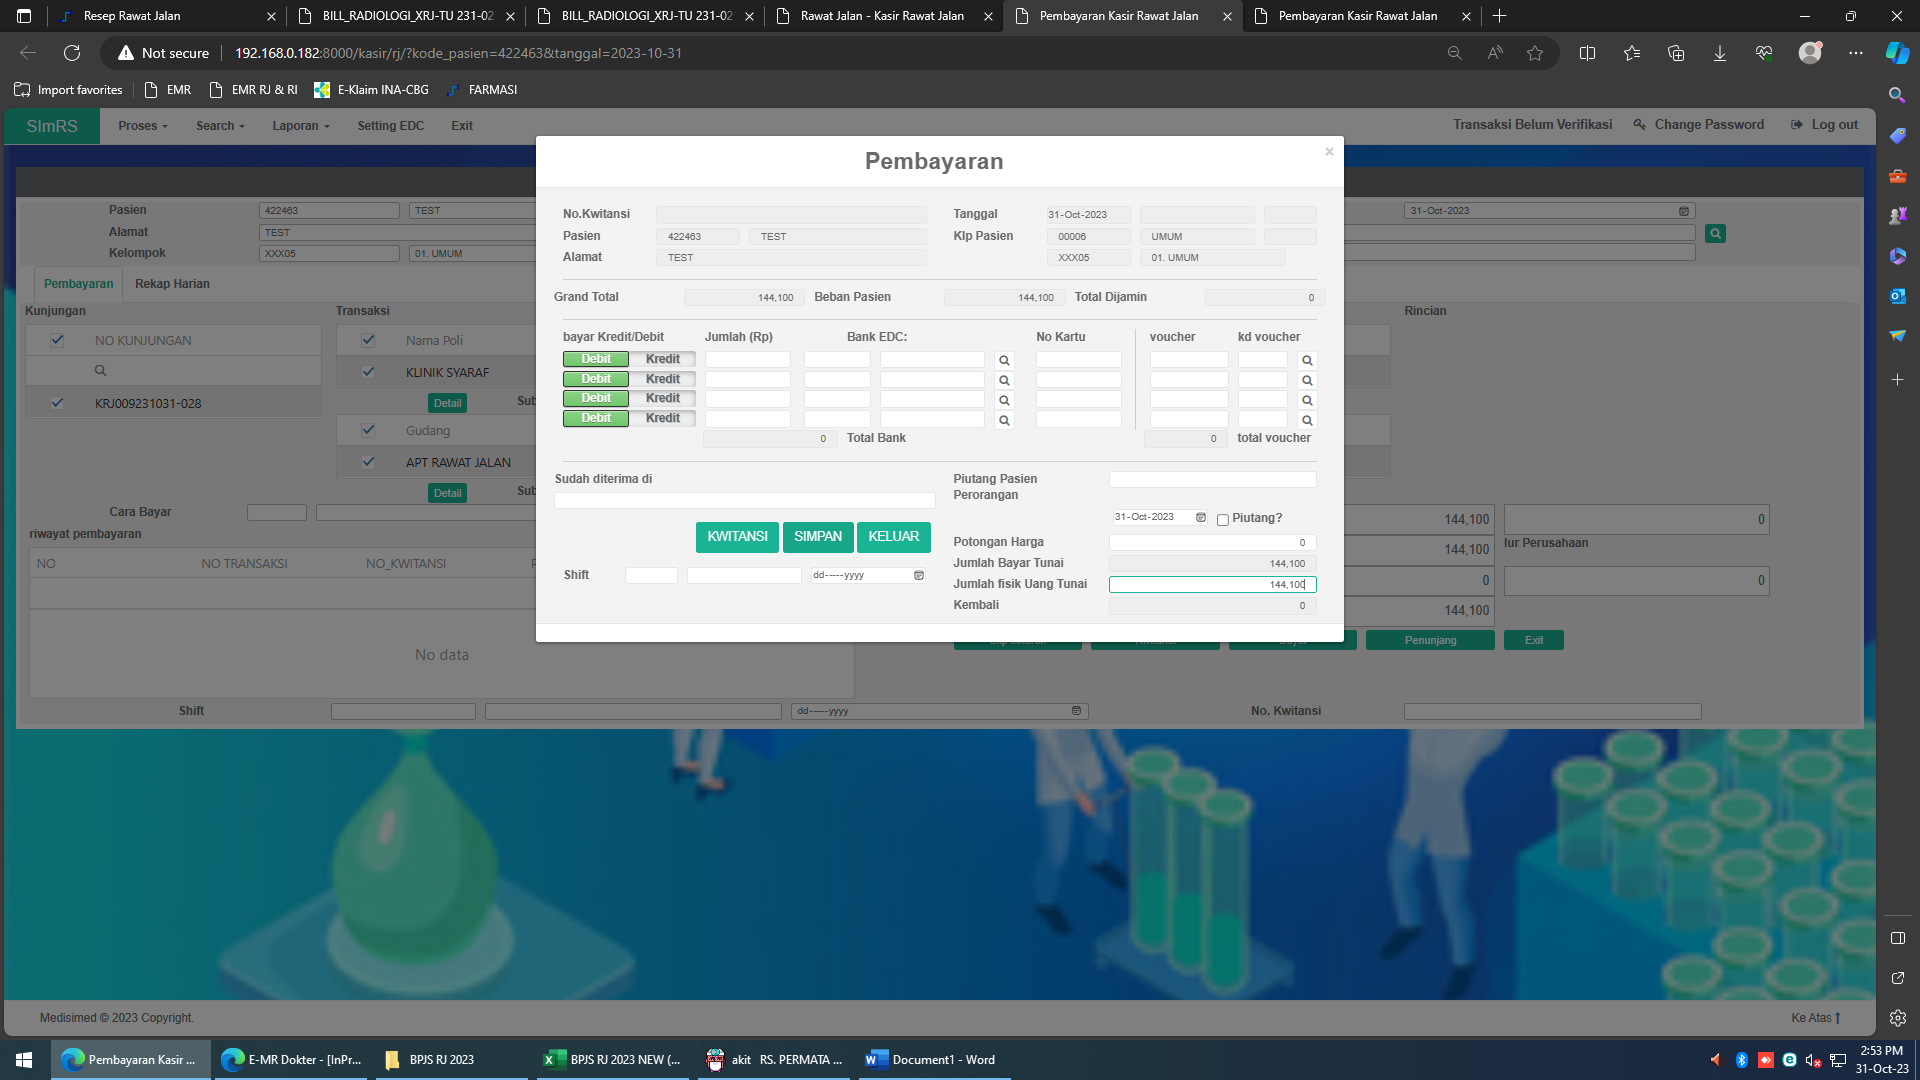 Resep Rawat Jalan
BILL_RADIOLOGI_XRJ-TU 231-02
BILL_RADIOLOGI_XRJ-TU 231-02
Rawat Jalan - Kasir Rawat Jalan
Pembayaran Kasir Rawat Jalan
Pembayaran Kasir Rawat Jalan
Not secure
192.168.0.182:8000/kasir/rj/?kode_pasien=422463&tanggal=2023-10-31
Import favorites
EMR
EMR RJ & RI
E-Klaim INA-CBG
FARMASI
SImRS
Proses
Search
Laporan
Setting EDC
Exit
Transaksi Belum Verifikasi
Change Password
Log out
Pasien 422463 TEST
Alamat TEST
Kelompok XXX05 01. UMUM
31-Oct-2023
Pembayaran
Rekap Harian
Kunjungan
NO KUNJUNGAN
KRJ009231031-028
Transaksi
Nama Poli
KLINIK SYARAF
Detail Sub
Gudang
APT RAWAT JALAN
Detail Sub
Rincian
Cara Bayar
riwayat pembayaran
NO NO TRANSAKSI NO_KWITANSI
No data
Shift dd-----yyyy
No. Kwitansi
144,100 0
144,100 Iur Perusahaan
0 0
144,100
Penunjang
Exit
Pembayaran
×
No.Kwitansi
Tanggal 31-Oct-2023
Pasien 422463 TEST
Klp Pasien 00006 UMUM
Alamat TEST
XXX05 01. UMUM
Grand Total 144,100 Beban Pasien 144,100 Total Dijamin 0
bayar Kredit/Debit Jumlah (Rp) Bank EDC: No Kartu voucher kd voucher
Debit Kredit
Debit Kredit
Debit Kredit
Debit Kredit
0 Total Bank 0 total voucher
Sudah diterima di
KWITANSI SIMPAN KELUAR
Shift dd-----yyyy
Piutang Pasien
Perorangan
31-Oct-2023 Piutang?
Potongan Harga 0
Jumlah Bayar Tunai 144,100
Jumlah fisik Uang Tunai 144,100
Kembali 0
Medisimed © 2023 Copyright.
Ke Atas
Pembayaran Kasir ...
E-MR Dokter - [InPr...
BPJS RJ 2023
BPJS RJ 2023 NEW (...
akit RS. PERMATA ...
Document1 - Word
2:53 PM
31-Oct-23